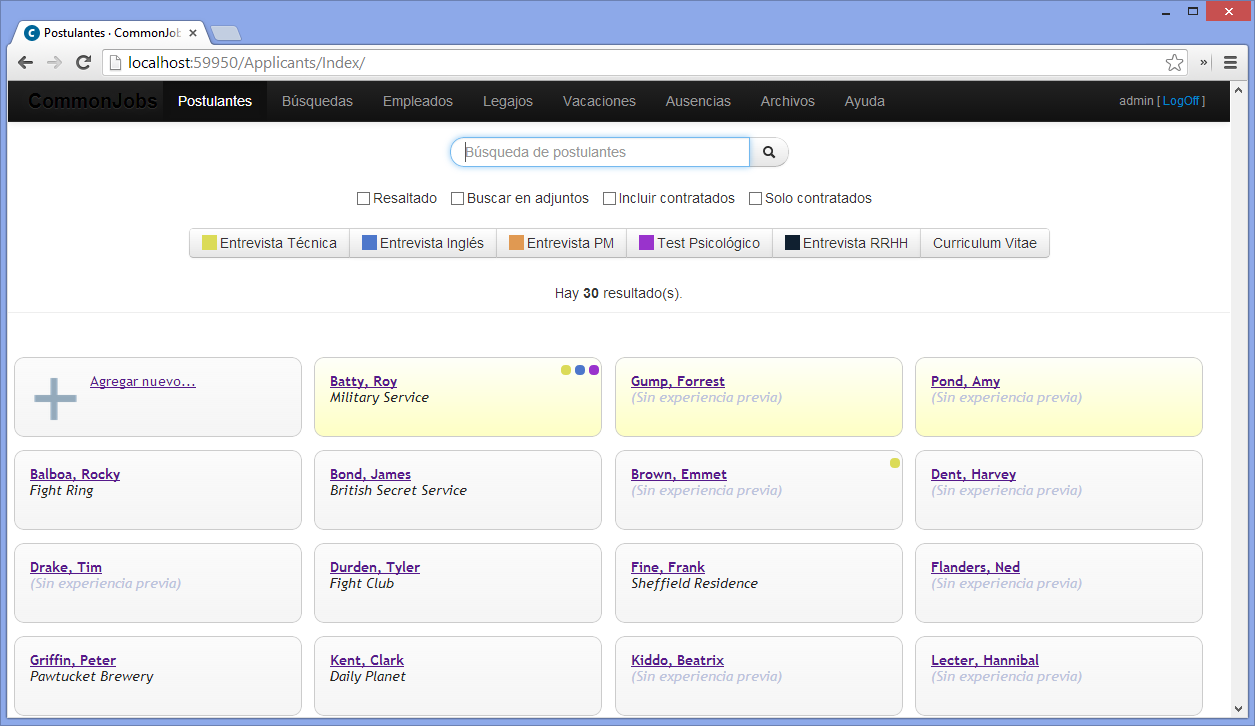 Postulantes · CommonJob
localhost:59950/Applicants/Index/
CommonJobs Postulantes Búsquedas Empleados Legajos Vacaciones Ausencias Archivos Ayuda admin [ LogOff ]
Búsqueda de postulantes
Resaltado Buscar en adjuntos Incluir contratados Solo contratados
Entrevista Técnica Entrevista Inglés Entrevista PM Test Psicológico Entrevista RRHH Curriculum Vitae
Hay 30 resultado(s).
Agregar nuevo...
Batty, Roy
Military Service
Gump, Forrest
(Sin experiencia previa)
Pond, Amy
(Sin experiencia previa)
Balboa, Rocky
Fight Ring
Bond, James
British Secret Service
Brown, Emmet
(Sin experiencia previa)
Dent, Harvey
(Sin experiencia previa)
Drake, Tim
(Sin experiencia previa)
Durden, Tyler
Fight Club
Fine, Frank
Sheffield Residence
Flanders, Ned
(Sin experiencia previa)
Griffin, Peter
Pawtucket Brewery
Kent, Clark
Daily Planet
Kiddo, Beatrix
(Sin experiencia previa)
Lecter, Hannibal
(Sin experiencia previa)